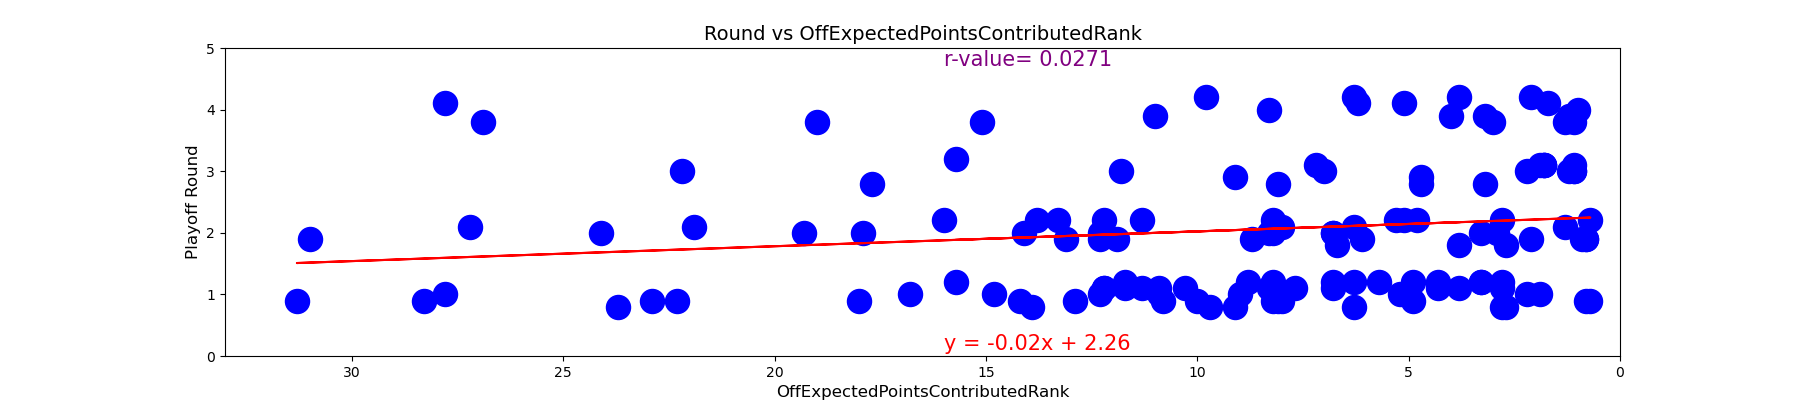 Round vs OffExpectedPointsContributedRank
r-value= 0.0271
5
4
3
2
1
0
Playoff Round
y = -0.02x + 2.26
30 25 20 15 10 5 0
OffExpectedPointsContributedRank